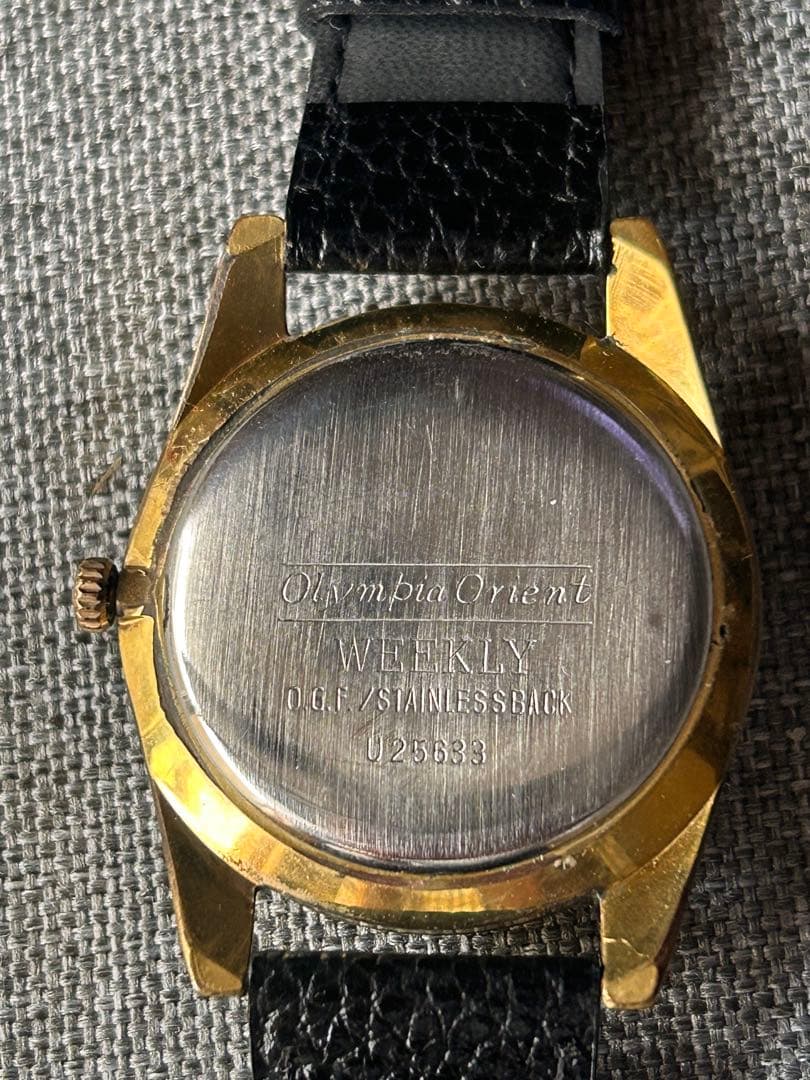 Olympia Orient
WEEKLY
O.G.F./STAINLESSBACK
U25633